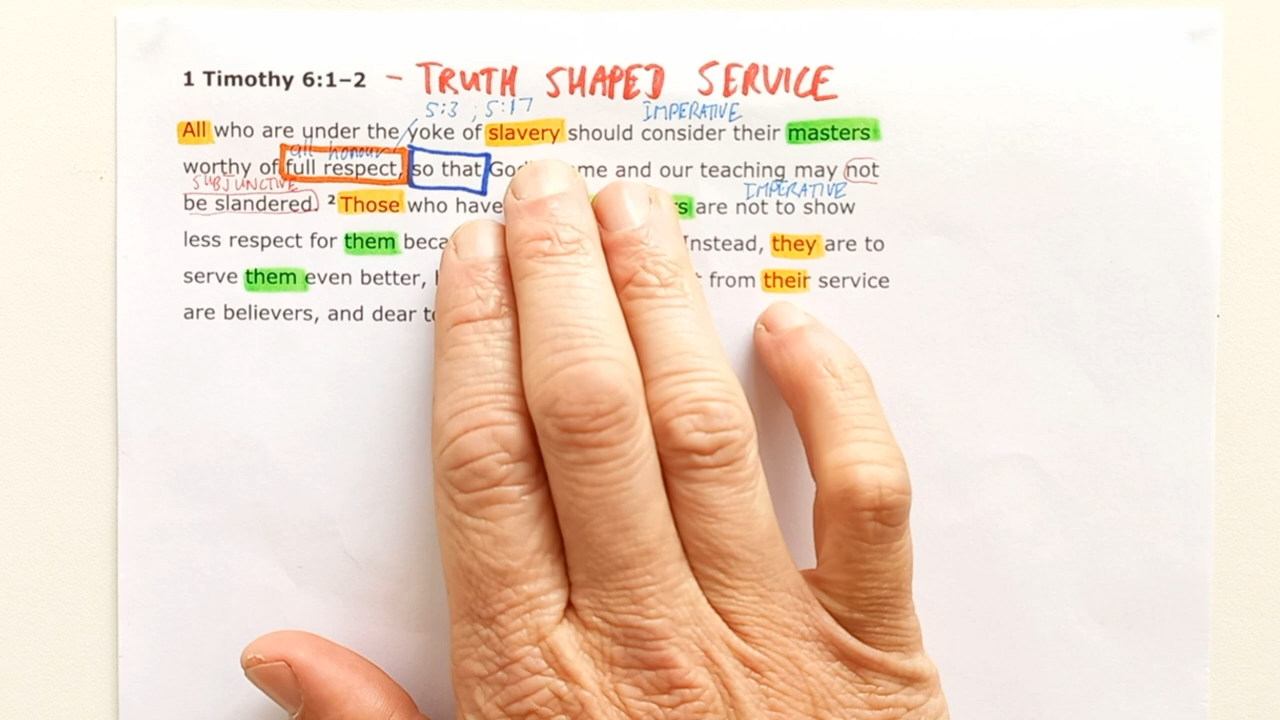 1 Timothy 6:1–2 - TRUTH SHAPED SERVICE
5:3 ; 5:17 IMPERATIVE
All who are under the yoke of slavery should consider their masters
all honour
worthy of full respect, so that me and our teaching may not
SUBJUNCTIVE IMPERATIVE
be slandered. ² Those who have are not to show
less respect for them Instead, they are to
serve them even better, from their service
are believers, and dear